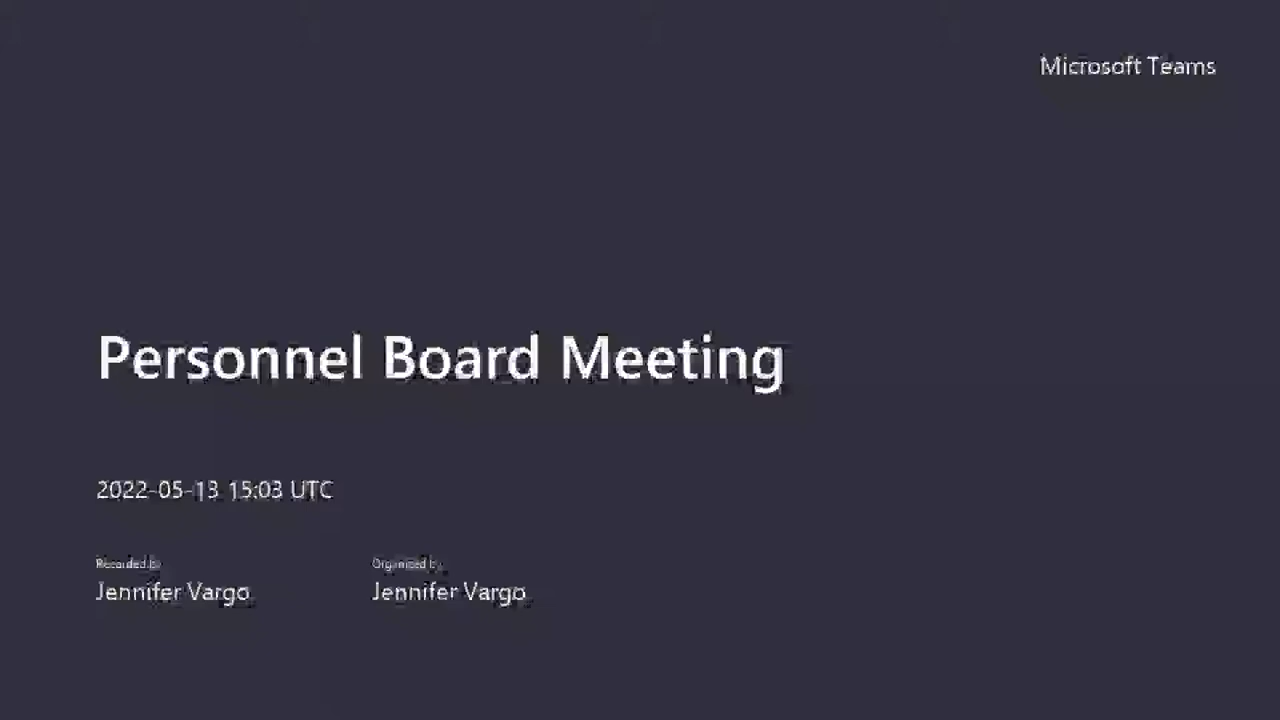 Microsoft Teams
Personnel Board Meeting
2022-05-13 15:03 UTC
Recorded by
Organized by
Jennifer Vargo
Jennifer Vargo